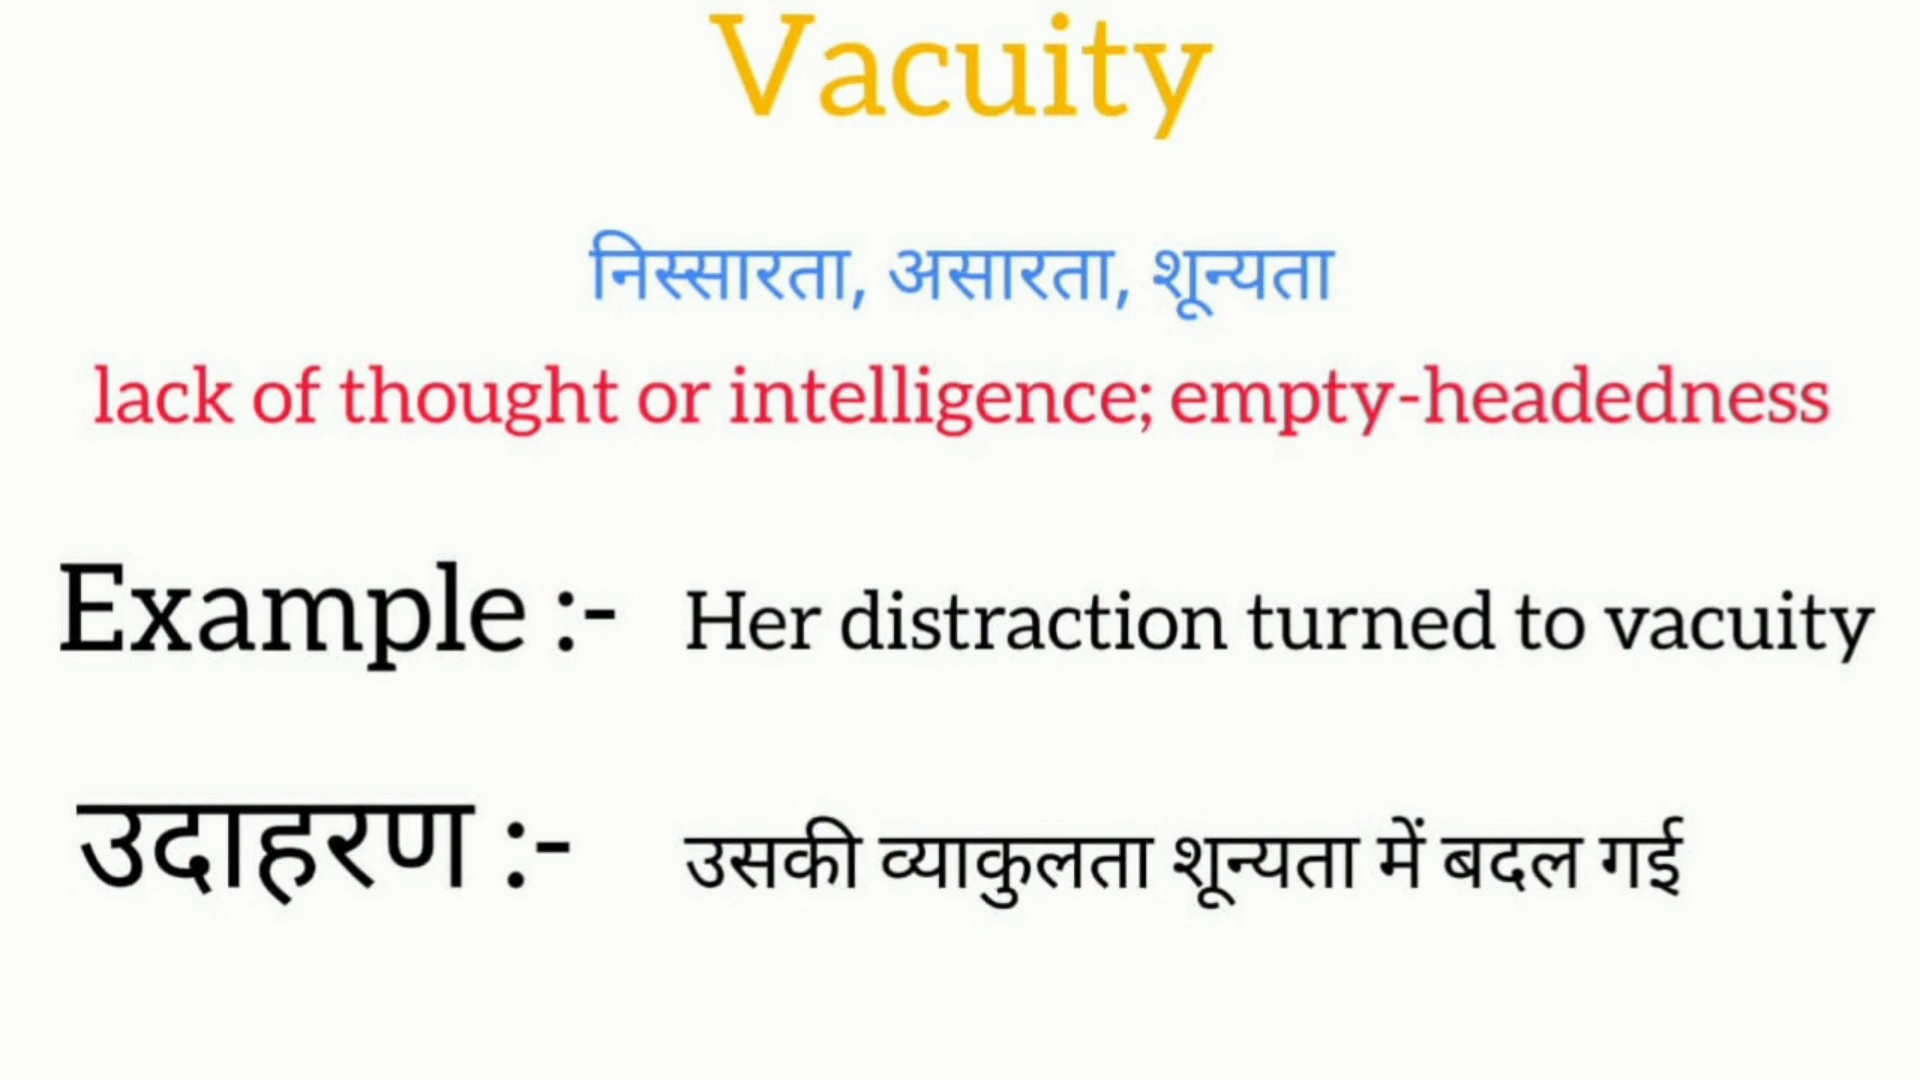 Vacuity
निस्सारता, असारता, शून्यता
lack of thought or intelligence; empty-headedness
Example :- Her distraction turned to vacuity
उदाहरण :- उसकी व्याकुलता शून्यता में बदल गई